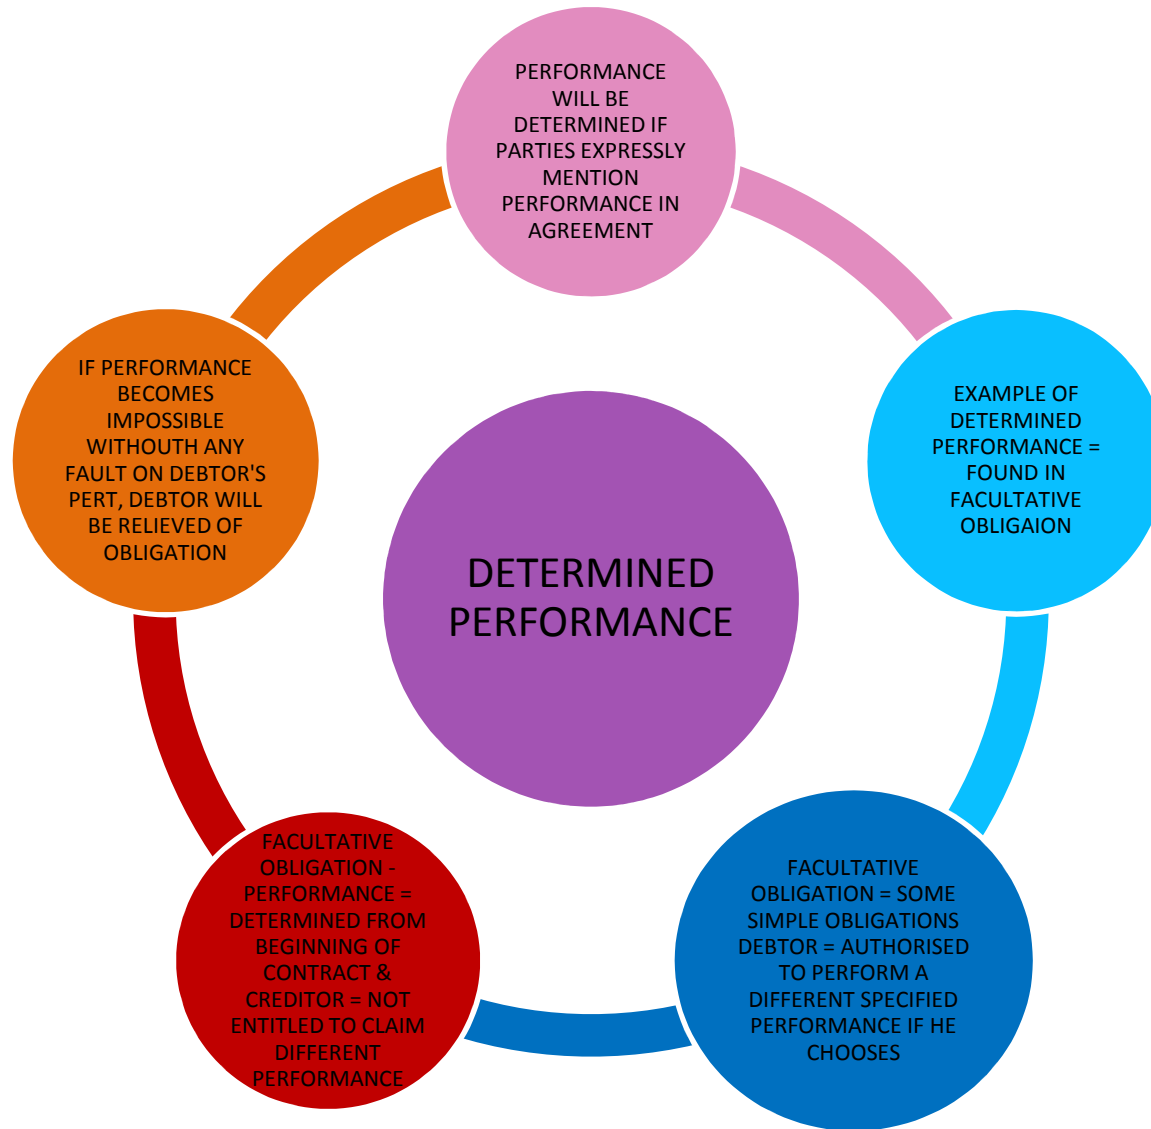 PERFORMANCE
WILL BE
DETERMINED IF
PARTIES EXPRESSLY
MENTION
PERFORMANCE IN
AGREEMENT
EXAMPLE OF
DETERMINED
PERFORMANCE =
FOUND IN
FACULTATIVE
OBLIGAION
FACULTATIVE
OBLIGATION = SOME
SIMPLE OBLIGATIONS
DEBTOR = AUTHORISED
TO PERFORM A
DIFFERENT SPECIFIED
PERFORMANCE IF HE
CHOOSES
FACULTATIVE
OBLIGATION -
PERFORMANCE =
DETERMINED FROM
BEGINNING OF
CONTRACT &
CREDITOR = NOT
ENTITLED TO CLAIM
DIFFERENT
PERFORMANCE
IF PERFORMANCE
BECOMES
IMPOSSIBLE
WITHOUTH ANY
FAULT ON DEBTOR'S
PERT, DEBTOR WILL
BE RELIEVED OF
OBLIGATION
DETERMINED
PERFORMANCE